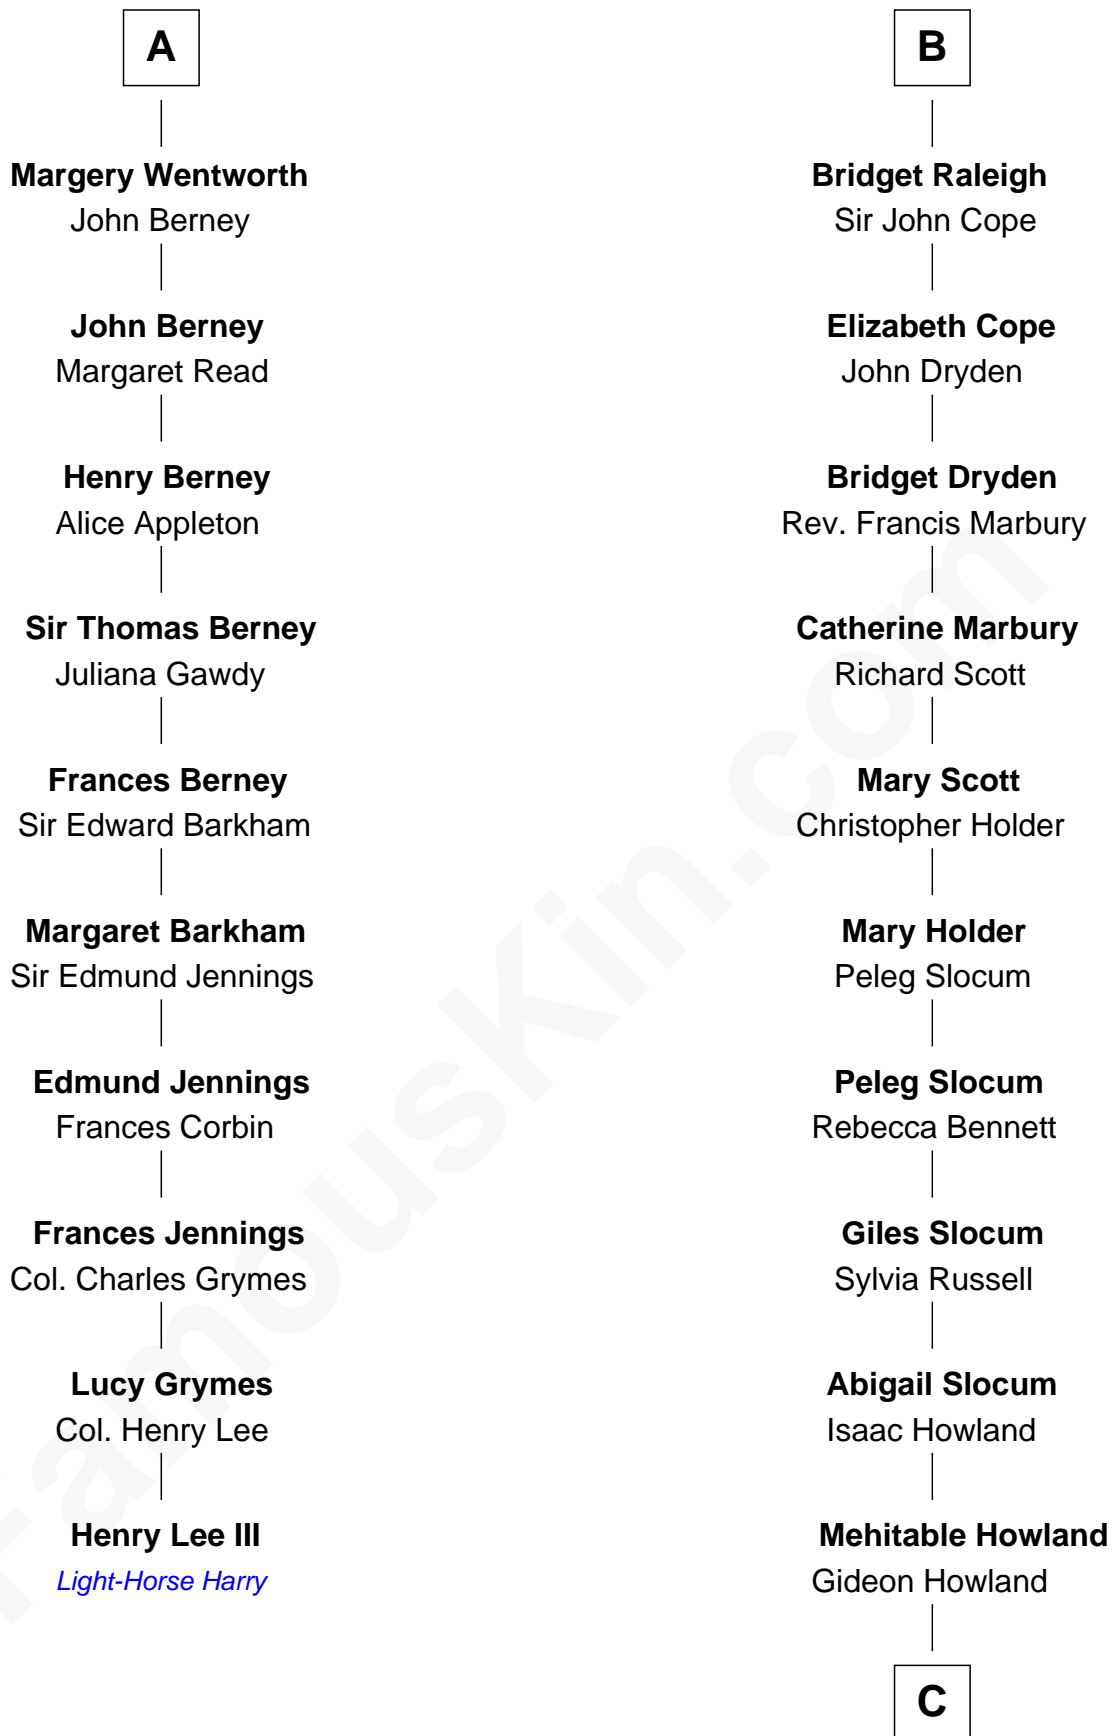 A
Margery Wentworth
John Berney
John Berney
Margaret Read
Henry Berney
Alice Appleton
Sir Thomas Berney
Juliana Gawdy
Frances Berney
Sir Edward Barkham
Margaret Barkham
Sir Edmund Jennings
Edmund Jennings
Frances Corbin
Frances Jennings
Col. Charles Grymes
Lucy Grymes
Col. Henry Lee
Henry Lee III
Light-Horse Harry
B
Bridget Raleigh
Sir John Cope
Elizabeth Cope
John Dryden
Bridget Dryden
Rev. Francis Marbury
Catherine Marbury
Richard Scott
Mary Scott
Christopher Holder
Mary Holder
Peleg Slocum
Peleg Slocum
Rebecca Bennett
Giles Slocum
Sylvia Russell
Abigail Slocum
Isaac Howland
Mehitable Howland
Gideon Howland
C
FamousKin.com